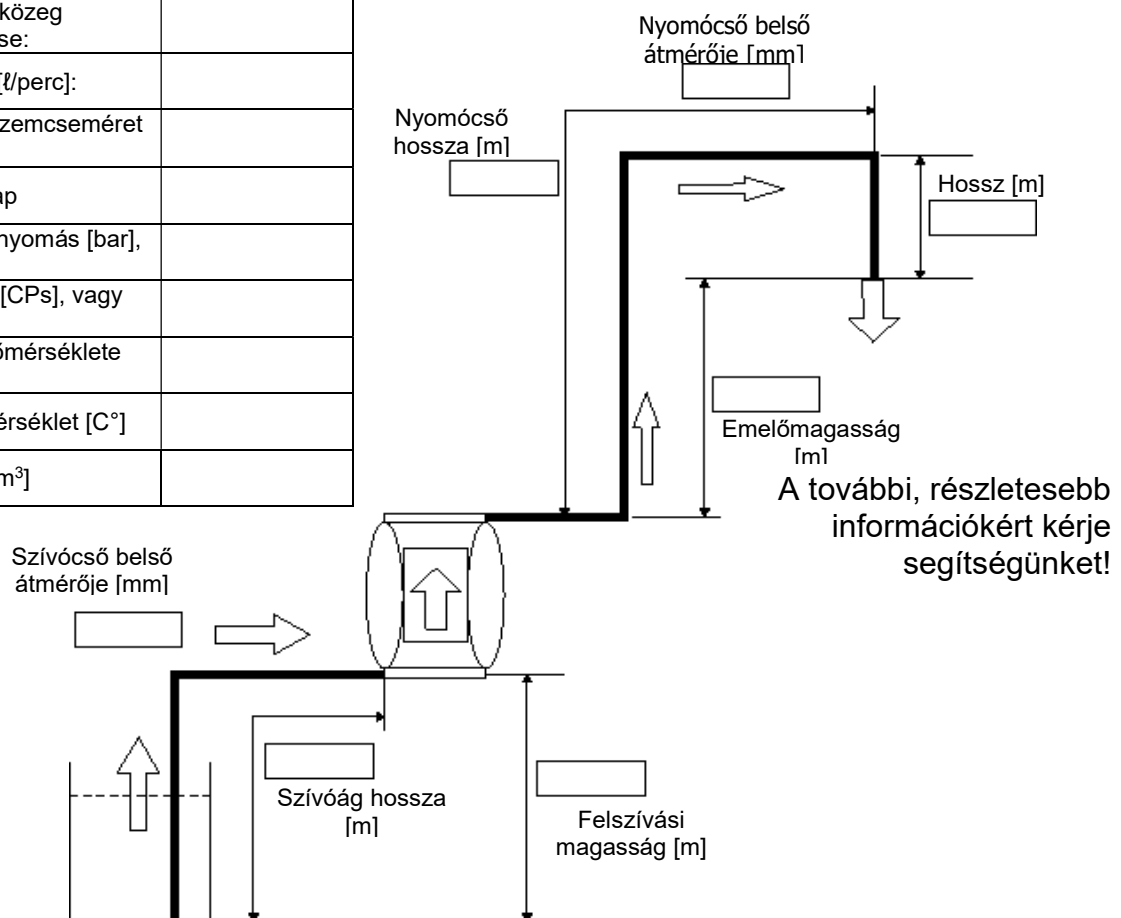 közeg
se:
[ℓ/perc]:
zemcseméret
ap
nyomás [bar],
[CPs], vagy
őmérséklete
érséklet [C°]
m³]
Nyomócső belső
átmérője [mm]
Nyomócső
hossza [m]
Hossz [m]
Emelőmagasság
[m]
A további, részletesebb
információkért kérje
segítségünket!
Szívócső belső
átmérője [mm]
Szívóág hossza
[m]
Felszívási
magasság [m]